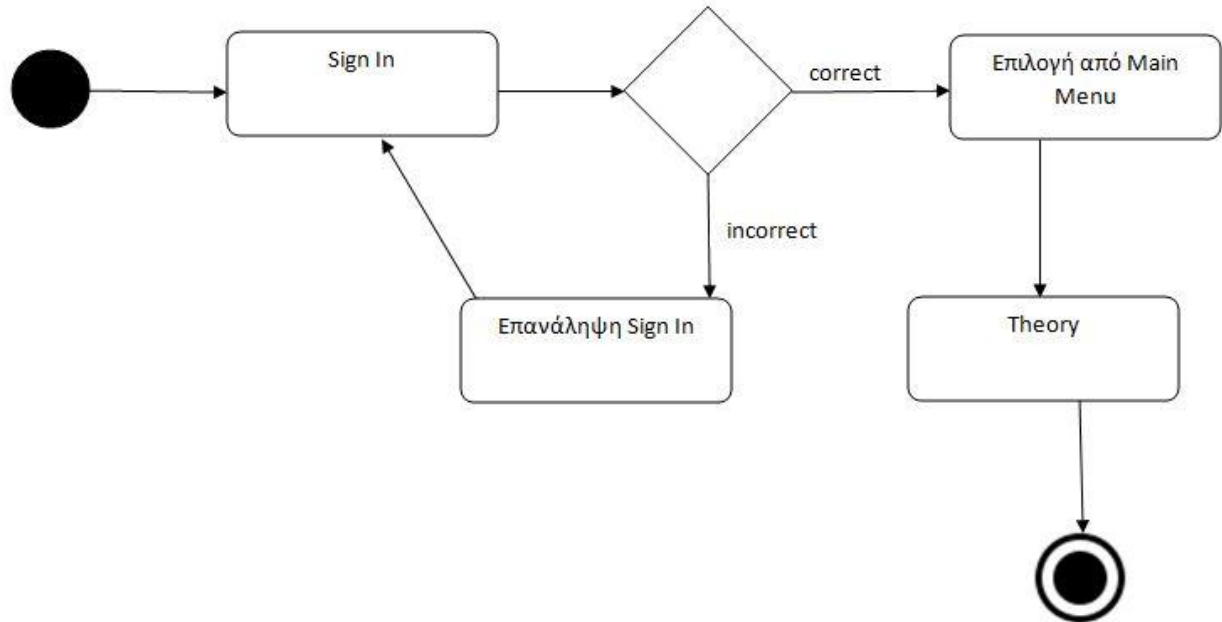 Sign In
correct
Επιλογή από Main
Menu
incorrect
Επανάληψη Sign In
Theory